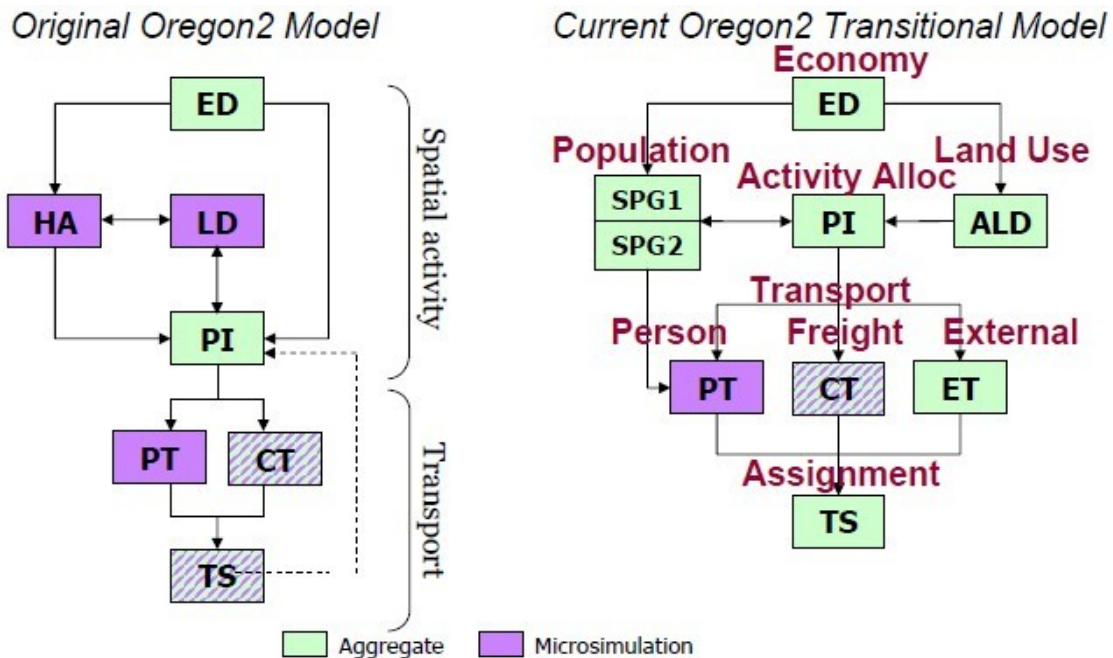 Original Oregon2 Model
ED
HA
LD
PI
PT
CT
TS
Spatial activity
Transport
Current Oregon2 Transitional Model
Economy
ED
Population
Land Use
Activity Alloc
SPG1
SPG2
PI
ALD
Transport
Person
Freight
External
PT
CT
ET
Assignment
TS
Aggregate
Microsimulation